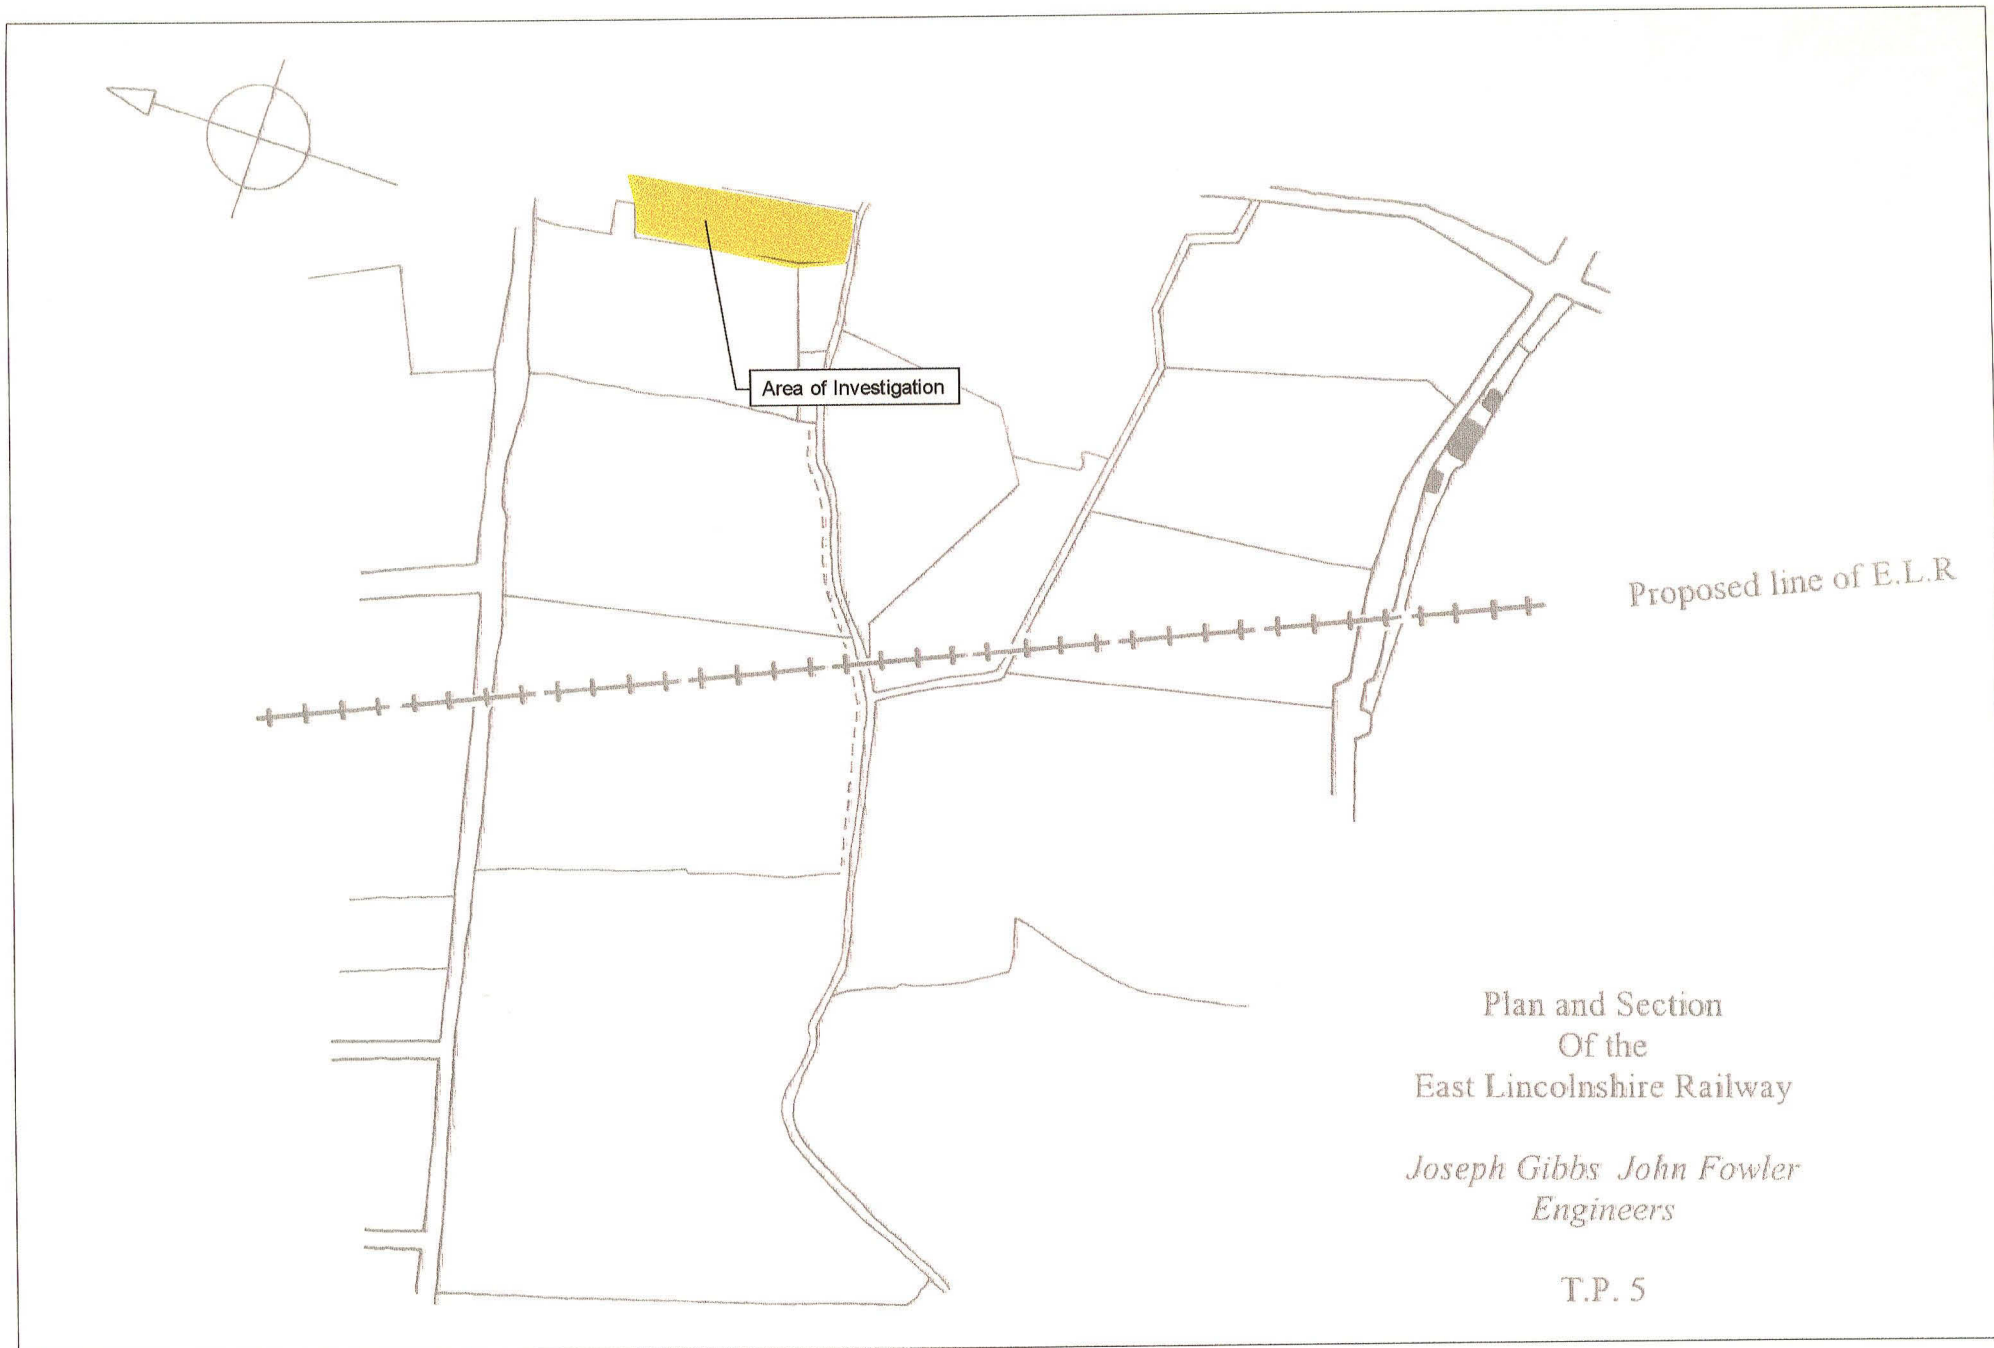 Area of Investigation
Proposed line of E.L.R
Plan and Section
Of the
East Lincolnshire Railway
Joseph Gibbs John Fowler
Engineers
T.P. 5